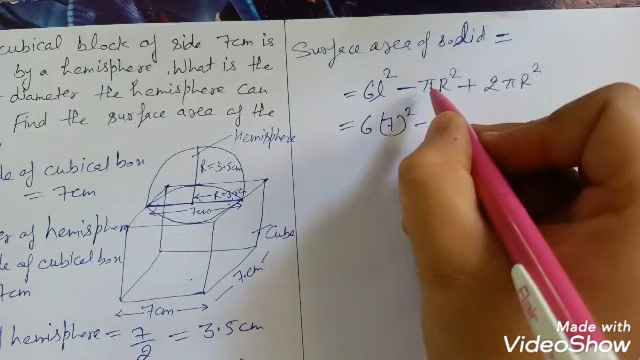 cubical block of side 7cm is
by a hemisphere. What is the
diameter the hemisphere can
Find the surface area of the
hemisphere
R=3.5cm
7cm
de of cubical box
= 7cm
er of hemisphere
de of cubical box
7cm
Cube
7cm
7cm
hemisphere = 7/2 = 3.5cm
Surface area of solid =
= 6l² - πR² + 2πR²
= 6(7)² -
Flair
Made with
VideoShow